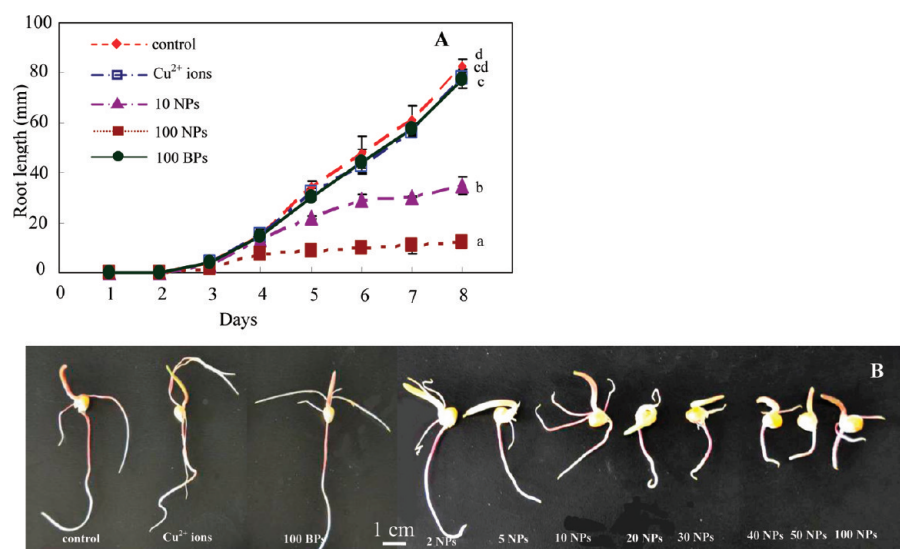 100
80
60
40
20
0
Root length (mm)
A
control
Cu²⁺ ions
10 NPs
100 NPs
100 BPs
d
cd
c
b
a
0 1 2 3 4 5 6 7 8
Days
B
control Cu²⁺ ions 100 BPs 1 cm 2 NPs 5 NPs 10 NPs 20 NPs 30 NPs 40 NPs 50 NPs 100 NPs